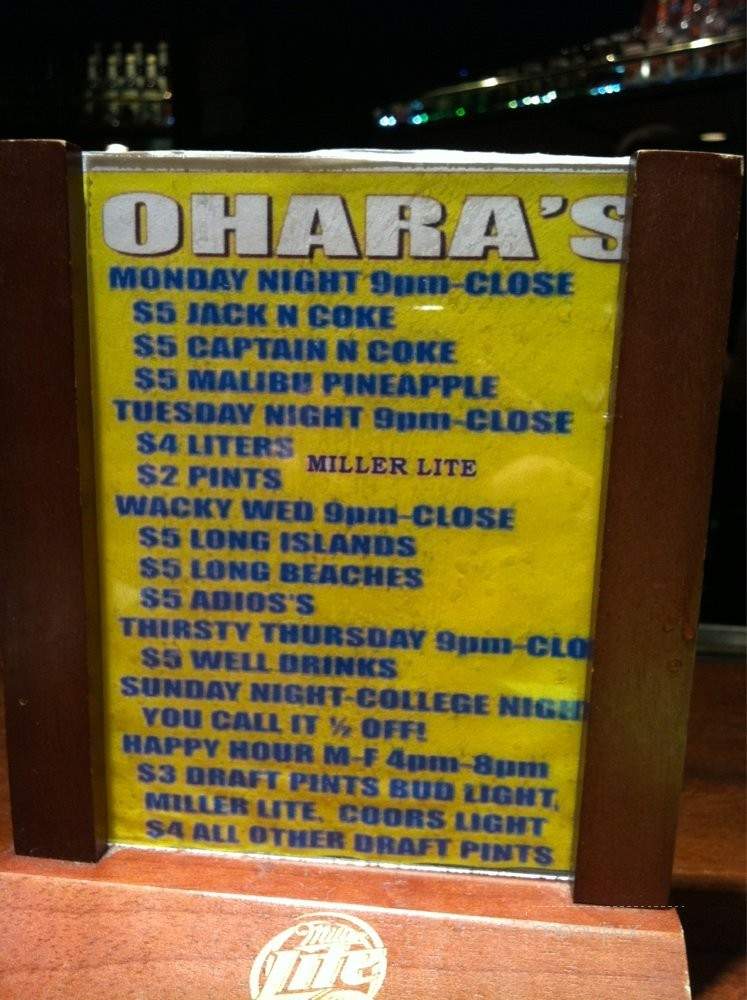 OHARA'S
MONDAY NIGHT 9pm-CLOSE
$5 JACK N COKE
$5 CAPTAIN N COKE
$5 MALIBU PINEAPPLE
TUESDAY NIGHT 9pm-CLOSE
$4 LITERS
MILLER LITE
$2 PINTS
WACKY WED 9pm-CLOSE
$5 LONG ISLANDS
$5 LONG BEACHES
$5 ADIOS'S
THIRSTY THURSDAY 9pm-CLO
$5 WELL DRINKS
SUNDAY NIGHT-COLLEGE NIGH
YOU CALL IT ½ OFF!
HAPPY HOUR M-F 4pm-8pm
$3 DRAFT PINTS BUD LIGHT,
MILLER LITE, COORS LIGHT
$4 ALL OTHER DRAFT PINTS
Miller
Lite